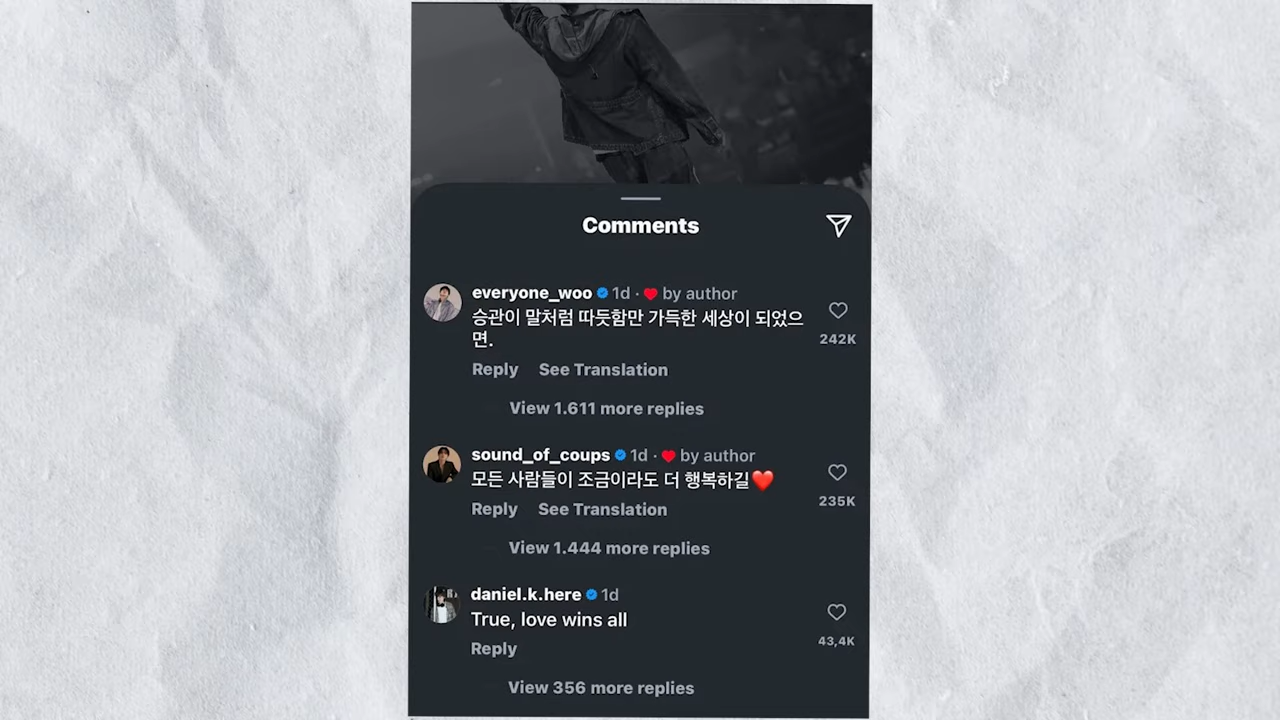 Comments
everyone_woo 1d · ❤ by author
승관이 말처럼 따듯함만 가득한 세상이 되었으
면.
242K
Reply See Translation
View 1.611 more replies
sound_of_coups 1d · ❤ by author
모든 사람들이 조금이라도 더 행복하길❤️
235K
Reply See Translation
View 1.444 more replies
daniel.k.here 1d
True, love wins all
43,4K
Reply
View 356 more replies